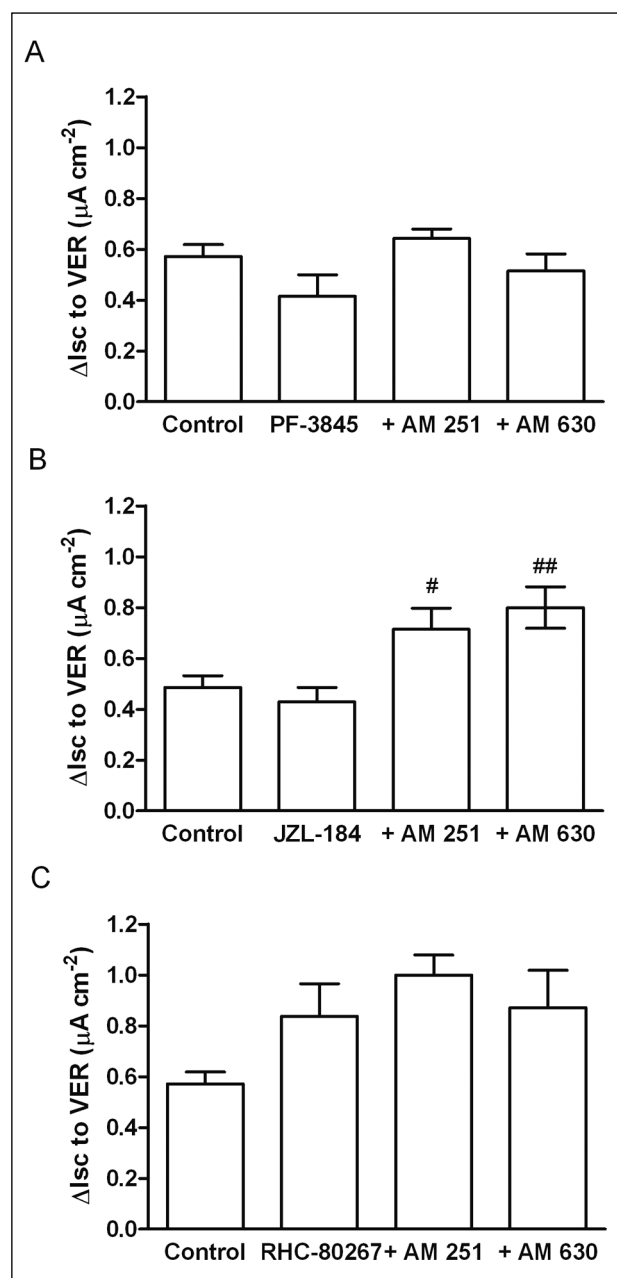 A
ΔIsc to VER (µA cm-2)
1.2
1.0
0.8
0.6
0.4
0.2
0.0
Control PF-3845 + AM 251 + AM 630
B
ΔIsc to VER (µA cm-2)
1.2
1.0
0.8
0.6
0.4
0.2
0.0
# ##
Control JZL-184 + AM 251 + AM 630
C
ΔIsc to VER (µA cm-2)
1.2
1.0
0.8
0.6
0.4
0.2
0.0
Control RHC-80267 + AM 251 + AM 630